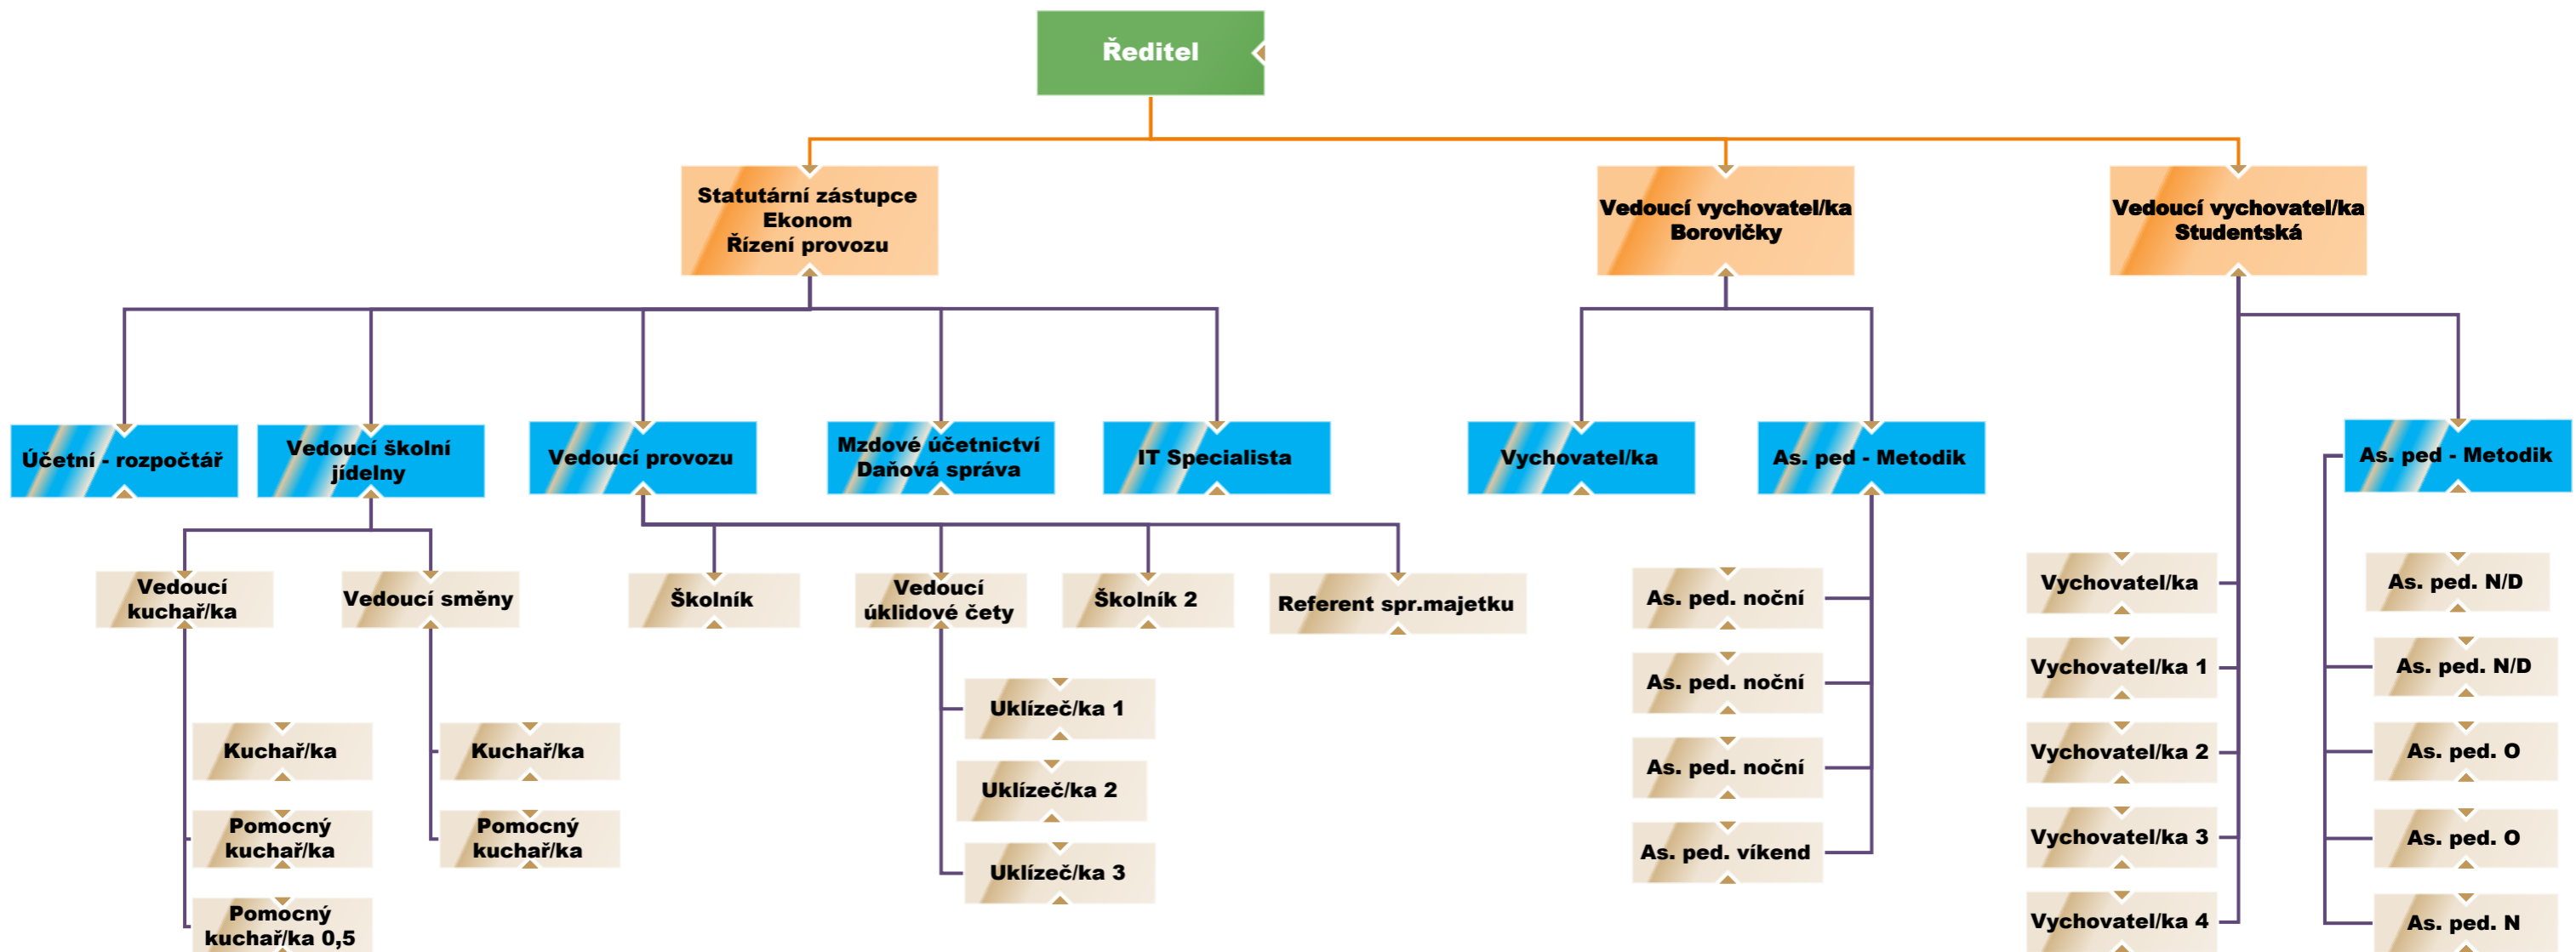 Ředitel
Statutární zástupce
Ekonom
Řízení provozu
Vedoucí vychovatel/ka
Borovičky
Vedoucí vychovatel/ka
Studentská
Účetní - rozpočtář
Vedoucí školní
jídelny
Vedoucí provozu
Mzdové účetnictví
Daňová správa
IT Specialista
Vychovatel/ka
As. ped - Metodik
As. ped - Metodik
Vedoucí
kuchař/ka
Vedoucí směny
Školník
Vedoucí
úklidové čety
Školník 2
Referent spr.majetku
Kuchař/ka
Pomocný
kuchař/ka
Pomocný
kuchař/ka 0,5
Kuchař/ka
Pomocný
kuchař/ka
Uklízeč/ka 1
Uklízeč/ka 2
Uklízeč/ka 3
As. ped. noční
As. ped. noční
As. ped. noční
As. ped. víkend
Vychovatel/ka
Vychovatel/ka 1
Vychovatel/ka 2
Vychovatel/ka 3
Vychovatel/ka 4
As. ped. N/D
As. ped. N/D
As. ped. O
As. ped. O
As. ped. N